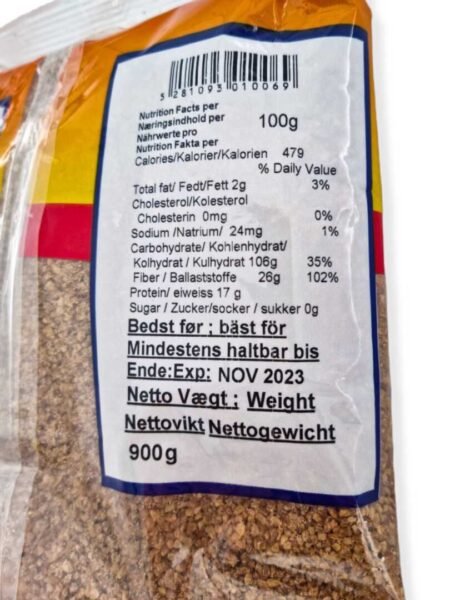 5 281093 010069
Nutrition Facts per
Næringsindhold per
Nährwerte pro
Nutrition Fakta per
100g
Calories/Kalorier/Kalorien 479
% Daily Value
Total fat/ Fedt/Fett 2g 3%
Cholesterol/Kolesterol
Cholesterin 0mg 0%
Sodium /Natrium/ 24mg 1%
Carbohydrate/ Kohlenhydrat/
Kolhydrat / Kulhydrat 106g 35%
Fiber / Ballaststoffe 26g 102%
Protein/ eiweiss 17 g
Sugar / Zucker/socker / sukker 0g
Bedst før ; bäst för
Mindestens haltbar bis
Ende:Exp: NOV 2023
Netto Vægt ; Weight
Nettovikt Nettogewicht
900g